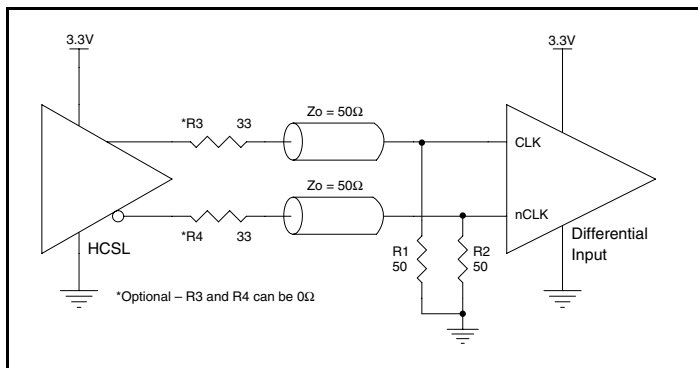 3.3V
3.3V
*R3 33
Zo = 50Ω
CLK
Zo = 50Ω
nCLK
*R4 33
HCSL
R1
50
R2
50
Differential
Input
*Optional – R3 and R4 can be 0Ω